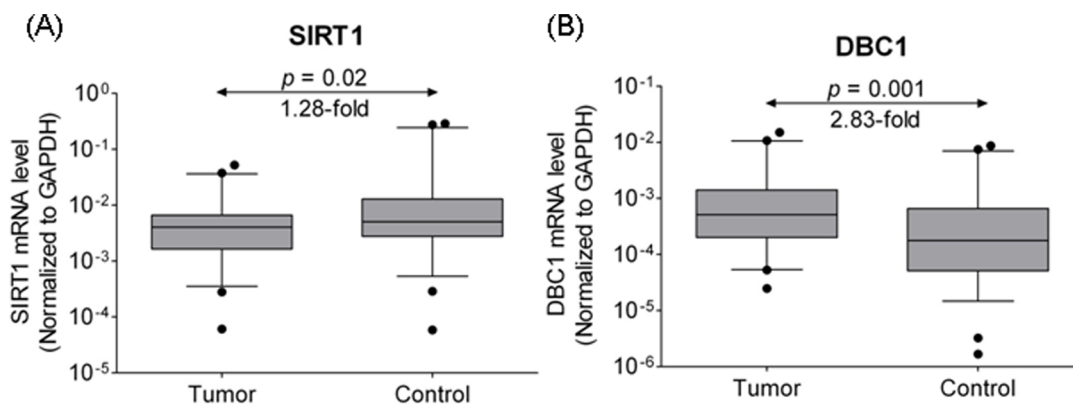 (A)
SIRT1
p = 0.02
1.28-fold
SIRT1 mRNA level
(Normalized to GAPDH)
10⁰
10⁻¹
10⁻²
10⁻³
10⁻⁴
10⁻⁵
Tumor Control
(B)
DBC1
p = 0.001
2.83-fold
DBC1 mRNA level
(Normalized to GAPDH)
10⁻¹
10⁻²
10⁻³
10⁻⁴
10⁻⁵
10⁻⁶
Tumor Control